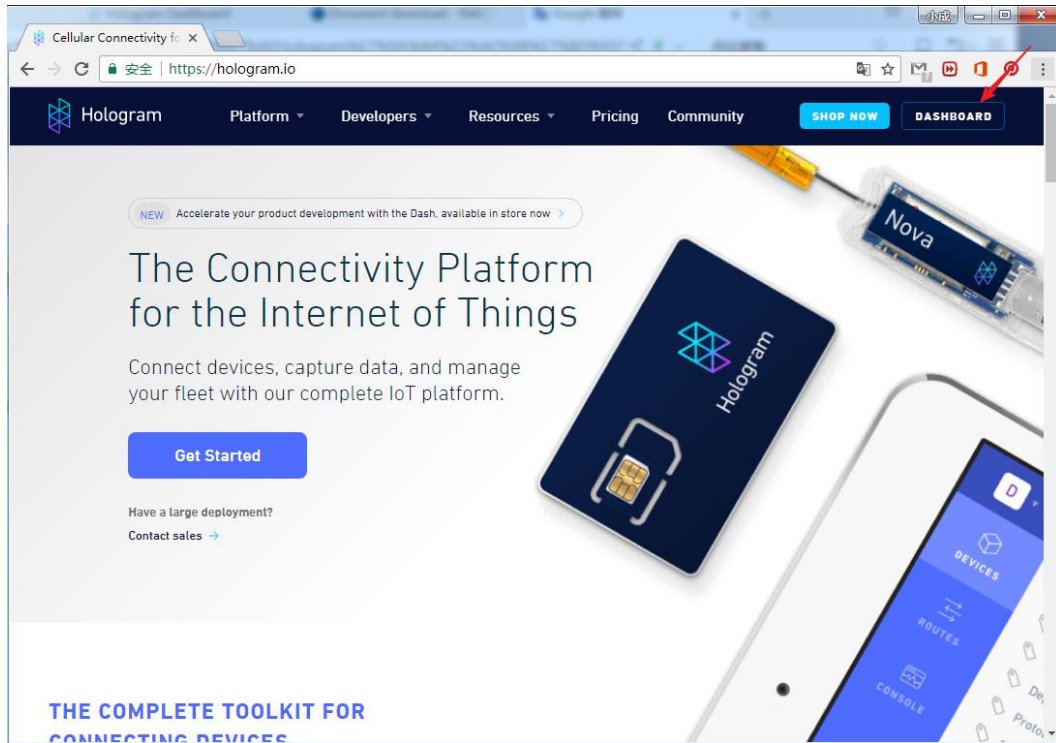 小成
Cellular Connectivity fo
安全 | https://hologram.io
Hologram
Platform
Developers
Resources
Pricing
Community
SHOP NOW
DASHBOARD
NEW Accelerate your product development with the Dash, available in store now >
The Connectivity Platform
for the Internet of Things
Connect devices, capture data, and manage
your fleet with our complete IoT platform.
Get Started
Have a large deployment?
Contact sales →
Nova
Hologram
D
DEVICES
ROUTES
CONSOLE
THE COMPLETE TOOLKIT FOR
CONNECTING DEVICES